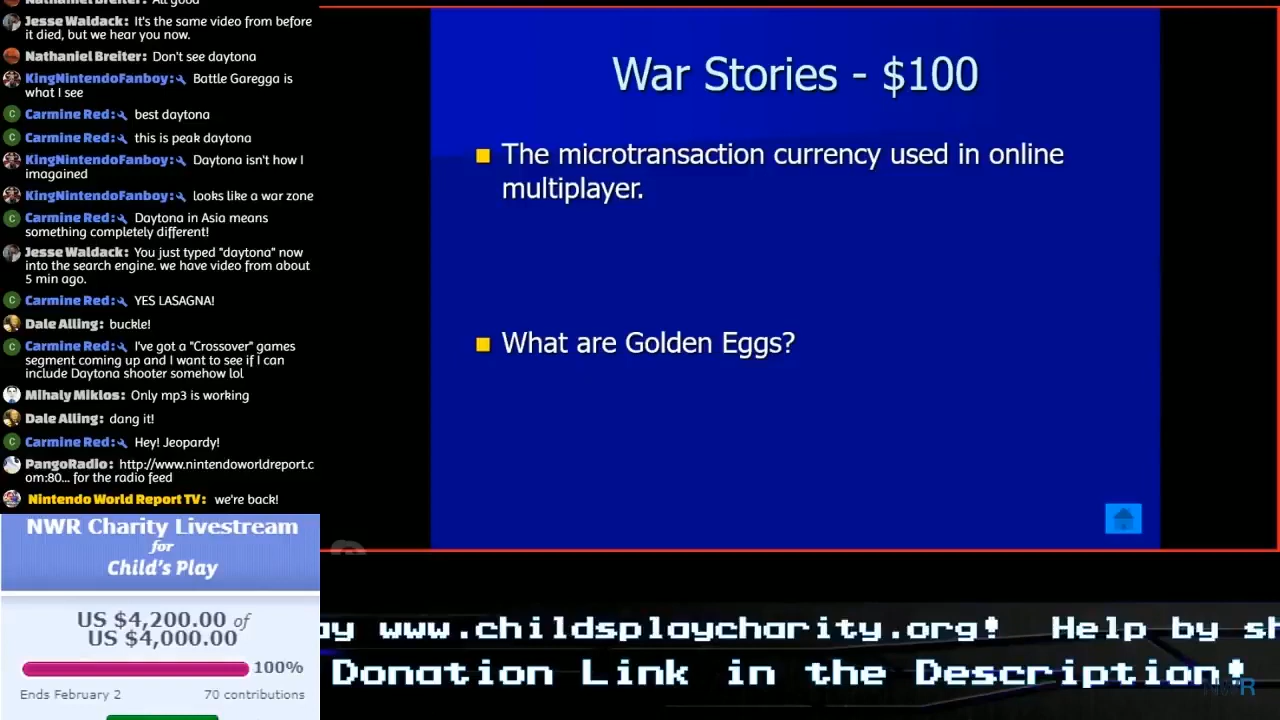 Nathaniel Breiter: All good
Jesse Waldack: It's the same video from before
it died, but we hear you now.
Nathaniel Breiter: Don't see daytona
KingNintendoFanboy: Battle Garegga is
what I see
C Carmine Red: best daytona
C Carmine Red: this is peak daytona
KingNintendoFanboy: Daytona isn't how I
imagained
KingNintendoFanboy: looks like a war zone
C Carmine Red: Daytona in Asia means
something completely different!
Jesse Waldack: You just typed "daytona" now
into the search engine. we have video from about
5 min ago.
C Carmine Red: YES LASAGNA!
Dale Alling: buckle!
C Carmine Red: I've got a "Crossover" games
segment coming up and I want to see if I can
include Daytona shooter somehow lol
Mihaly Miklos: Only mp3 is working
Dale Alling: dang it!
C Carmine Red: Hey! Jeopardy!
PangoRadio: http://www.nintendoworldreport.c
om:80... for the radio feed
Nintendo World Report TV: we're back!
NWR Charity Livestream
for
Child's Play
US $4,200.00 of
US $4,000.00
100%
Ends February 2 70 contributions
War Stories - $100
The microtransaction currency used in online
multiplayer.
What are Golden Eggs?
ay www.childsplaycharity.org! Help by sh
Donation Link in the Description!
NWR